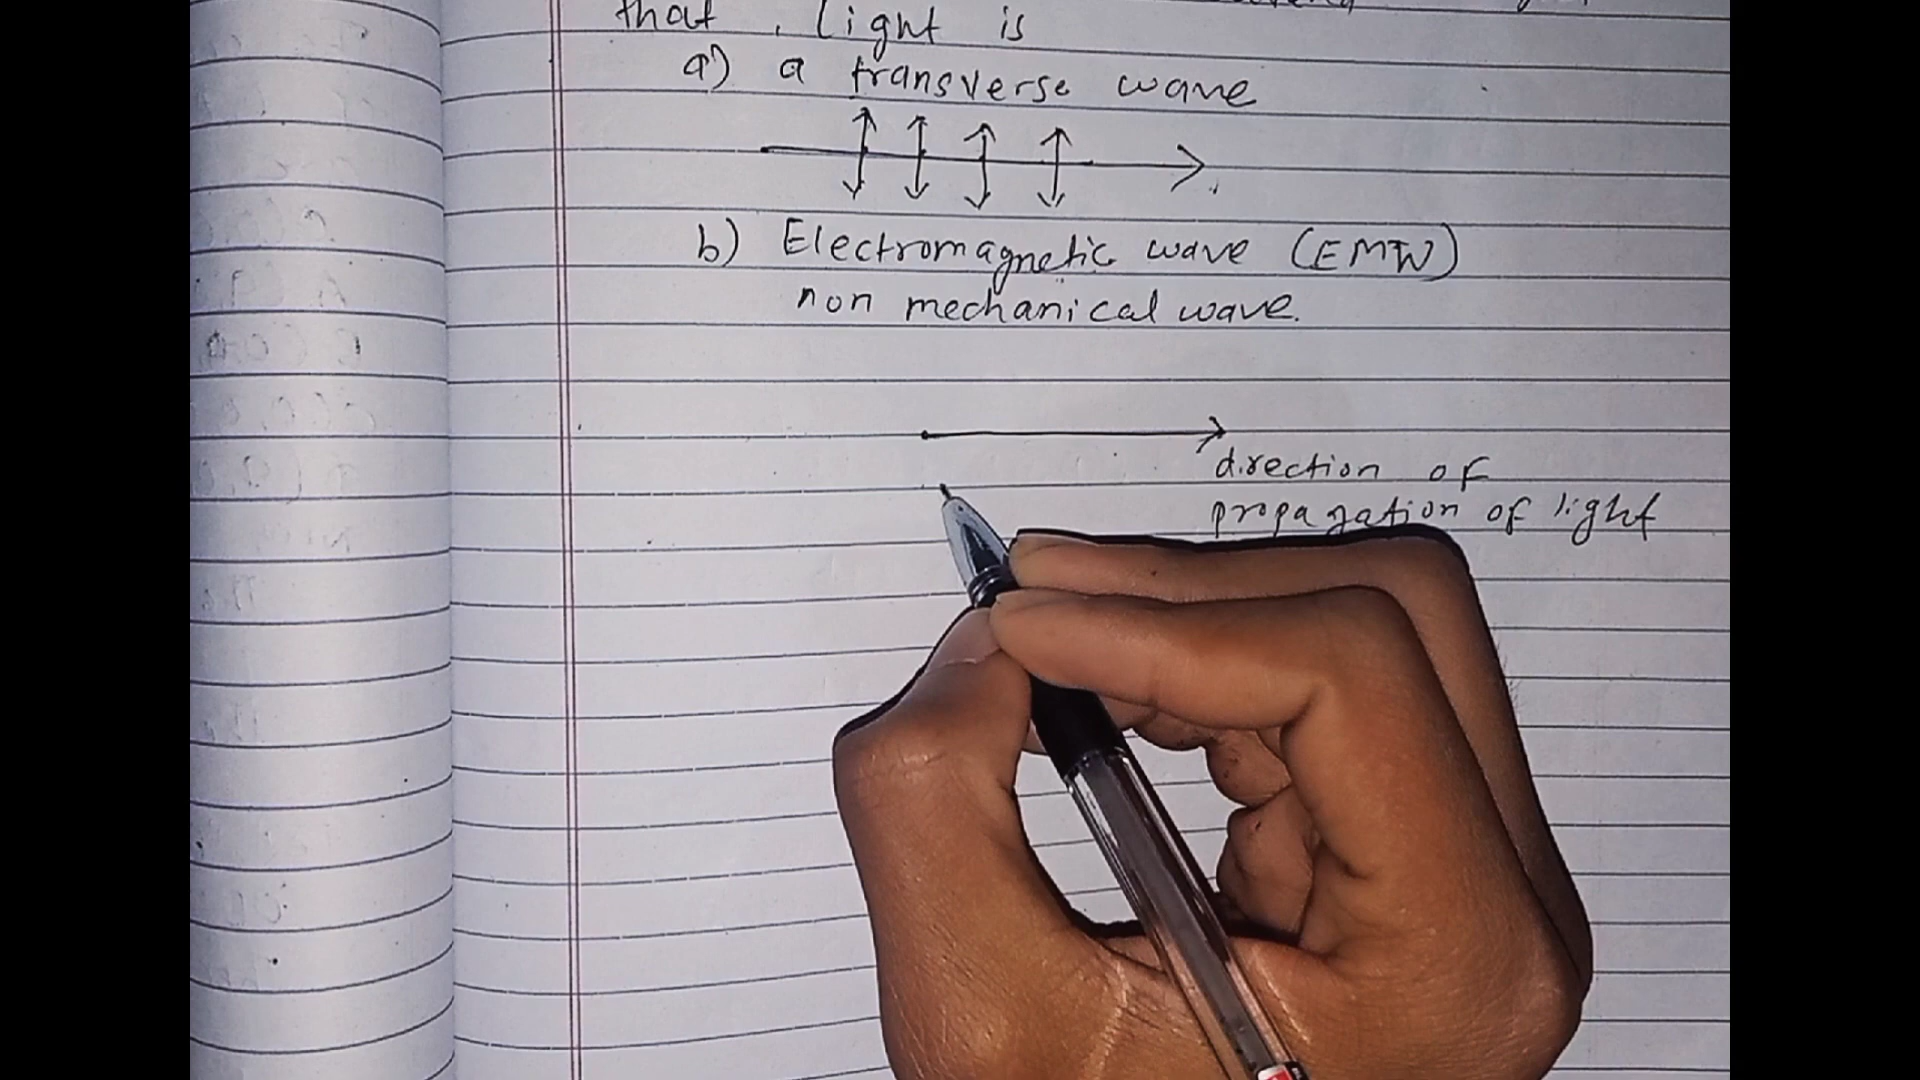 that , light is
a) a transverse wave
b) Electromagnetic wave (EMW)
non mechanical wave.
direction of
propagation of light